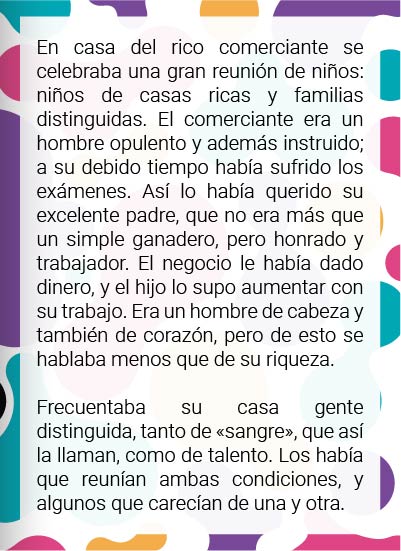 En casa del rico comerciante se
celebraba una gran reunión de niños:
niños de casas ricas y familias
distinguidas. El comerciante era un
hombre opulento y además instruido;
a su debido tiempo había sufrido los
exámenes. Así lo había querido su
excelente padre, que no era más que
un simple ganadero, pero honrado y
trabajador. El negocio le había dado
dinero, y el hijo lo supo aumentar con
su trabajo. Era un hombre de cabeza y
también de corazón, pero de esto se
hablaba menos que de su riqueza.

Frecuentaba su casa gente
distinguida, tanto de «sangre», que así
la llaman, como de talento. Los había
que reunían ambas condiciones, y
algunos que carecían de una y otra.